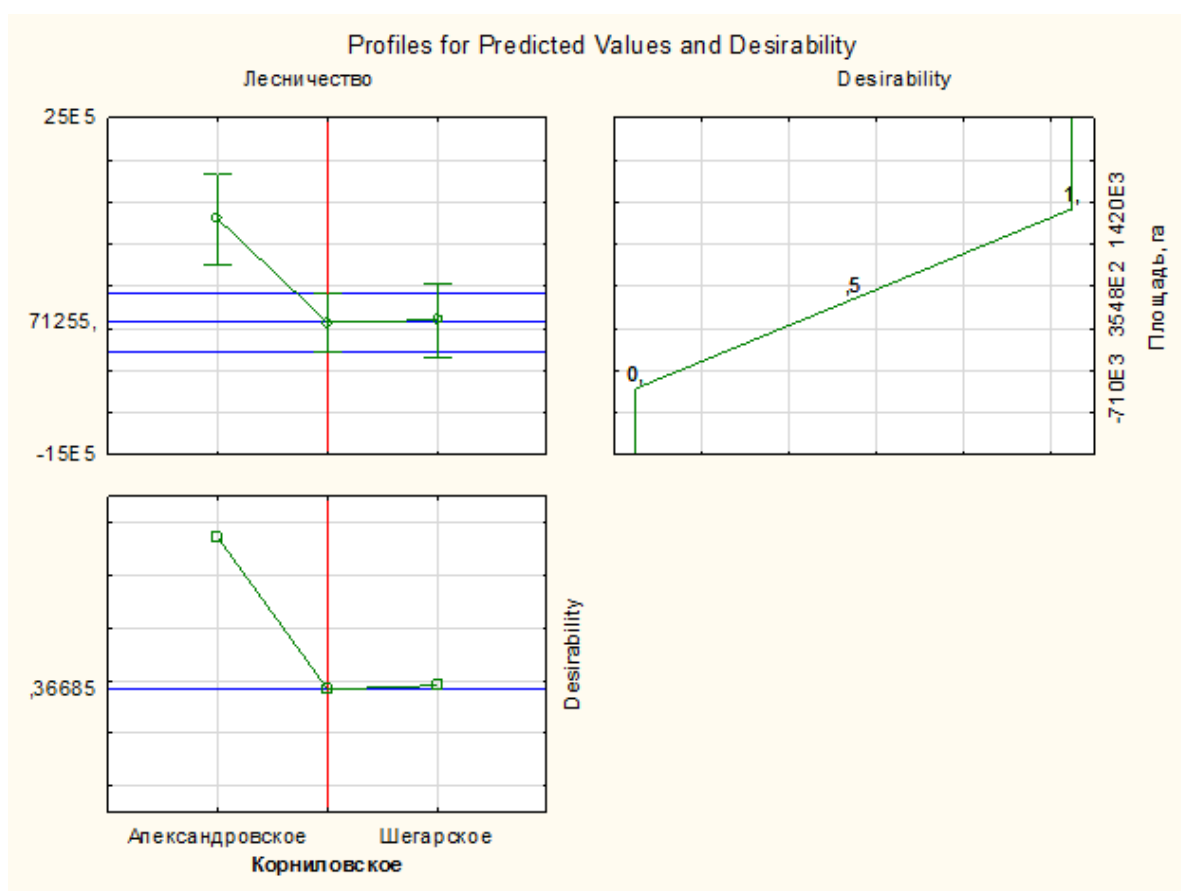 Profiles for Predicted Values and Desirability
Лесничество
Desirability
25E5
71255,
-15E5
1,
,5
0,
1420E3
3548E2
-710E3
Площадь, га
,36685
Desirability
Александровское
Шегарское
Корниловское